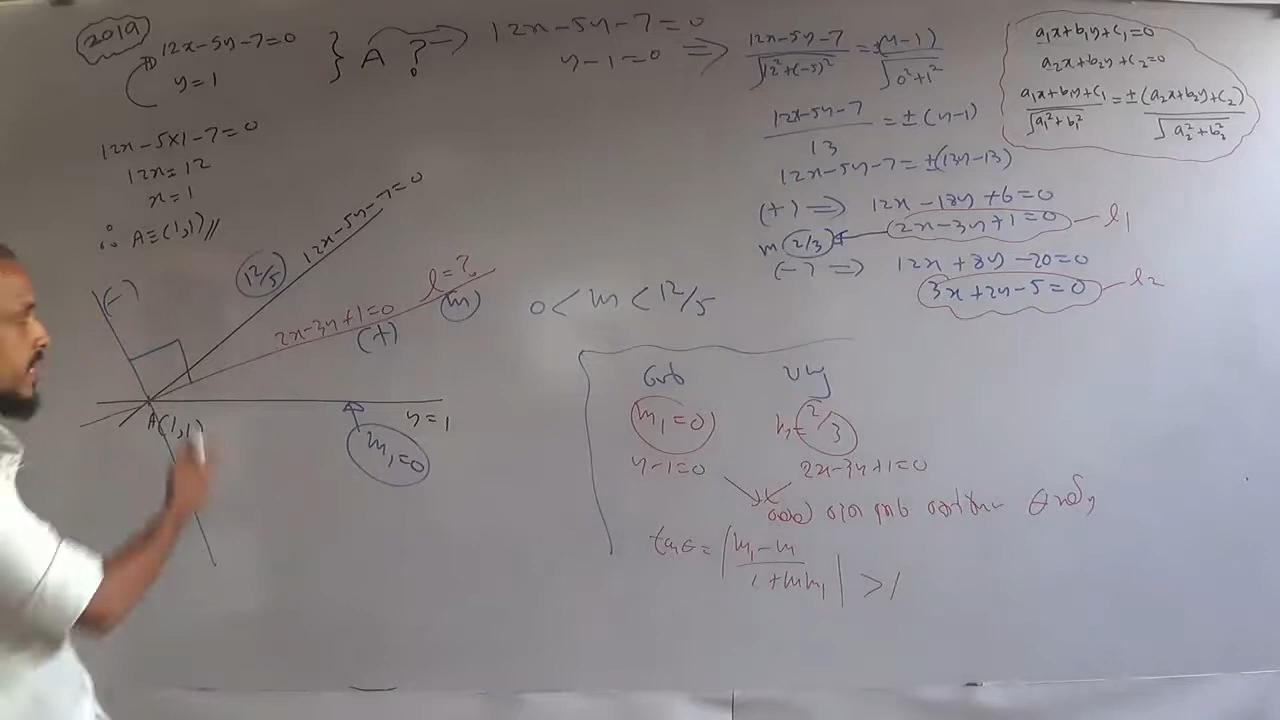 2019
12x-5y-7=0
y=1
} A ?
12x-5y-7=0
y-1=0 ⇒
12x-5y-7/√12²+(-5)² = ±(y-1)/√0²+1²
a₁x+b₁y+c₁=0
a₂x+b₂y+c₂=0
a₁x+b₁y+c₁/√a₁²+b₁² = ±(a₂x+b₂y+c₂)/√a₂²+b₂²
12x-5×1-7=0
12x=12
x=1
∴ A≡(1,1)//
12x-5y-7/13 = ±(y-1)
12x-5y-7=±(13y-13)
(+) ⇒ 12x-18y+6=0
2x-3y+1=0 - l₁
m 2/3
(-) ⇒ 12x+8y-20=0
3x+2y-5=0 - l₂
12x-5y-7=0
12/5
(-)
l=?
(m)
2x-3y+1=0
(+)
0<m<12/5
A(1,1)
y=1
m₁=0
m₁=0
2/3
y-1=0
2x-3y+1=0
tanθ=|m₁-m/1+mm₁| >1